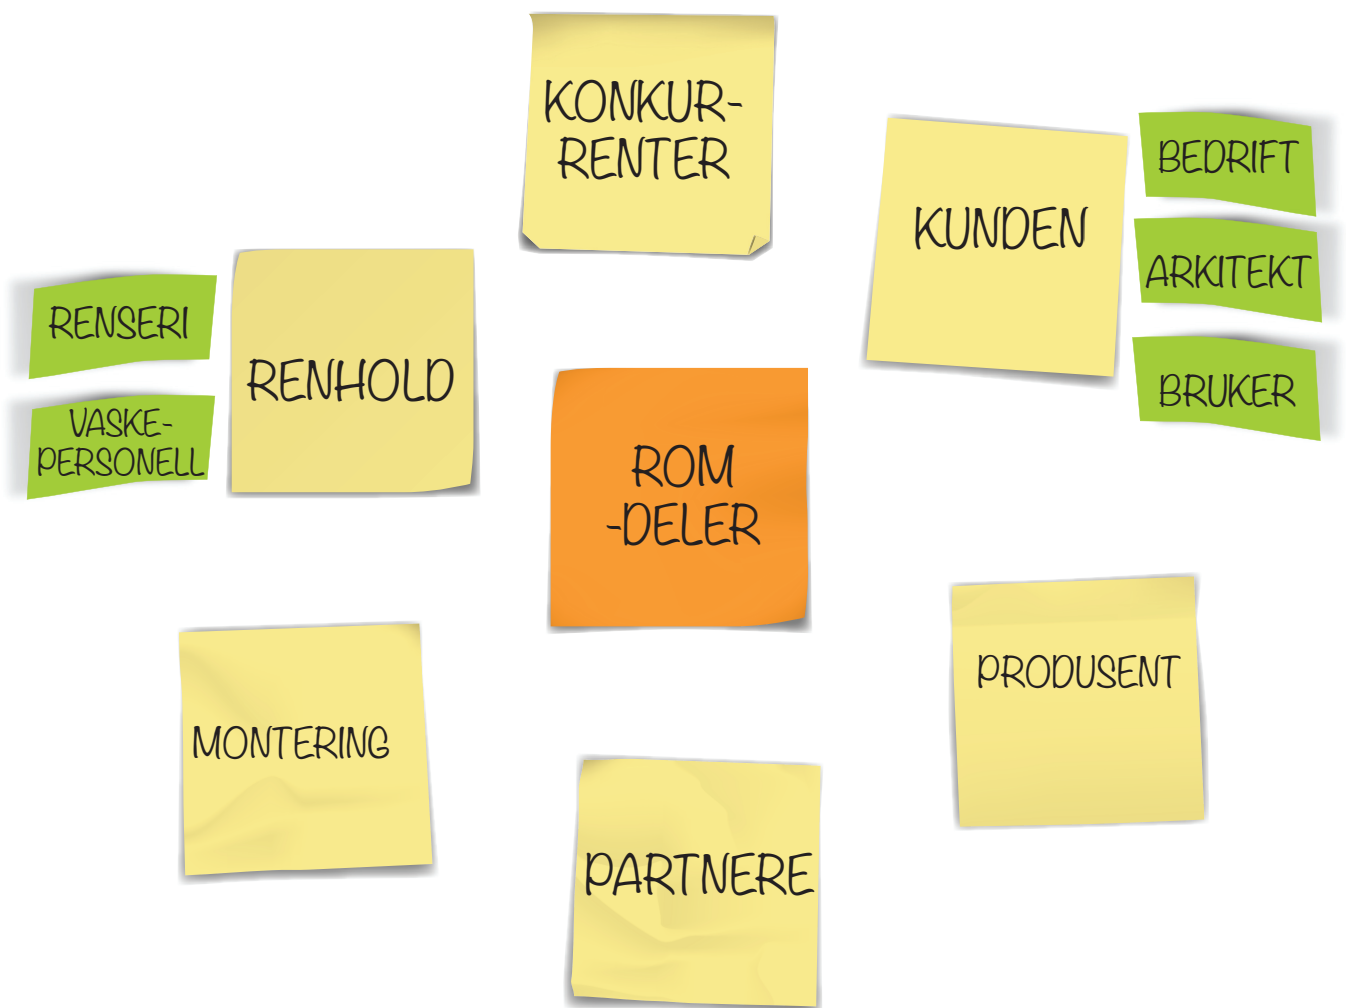 KONKUR-
RENTER
KUNDEN
BEDRIFT
ARKITEKT
BRUKER
RENSERI
VASKE-
PERSONELL
RENHOLD
ROM
-DELER
MONTERING
PRODUSENT
PARTNERE